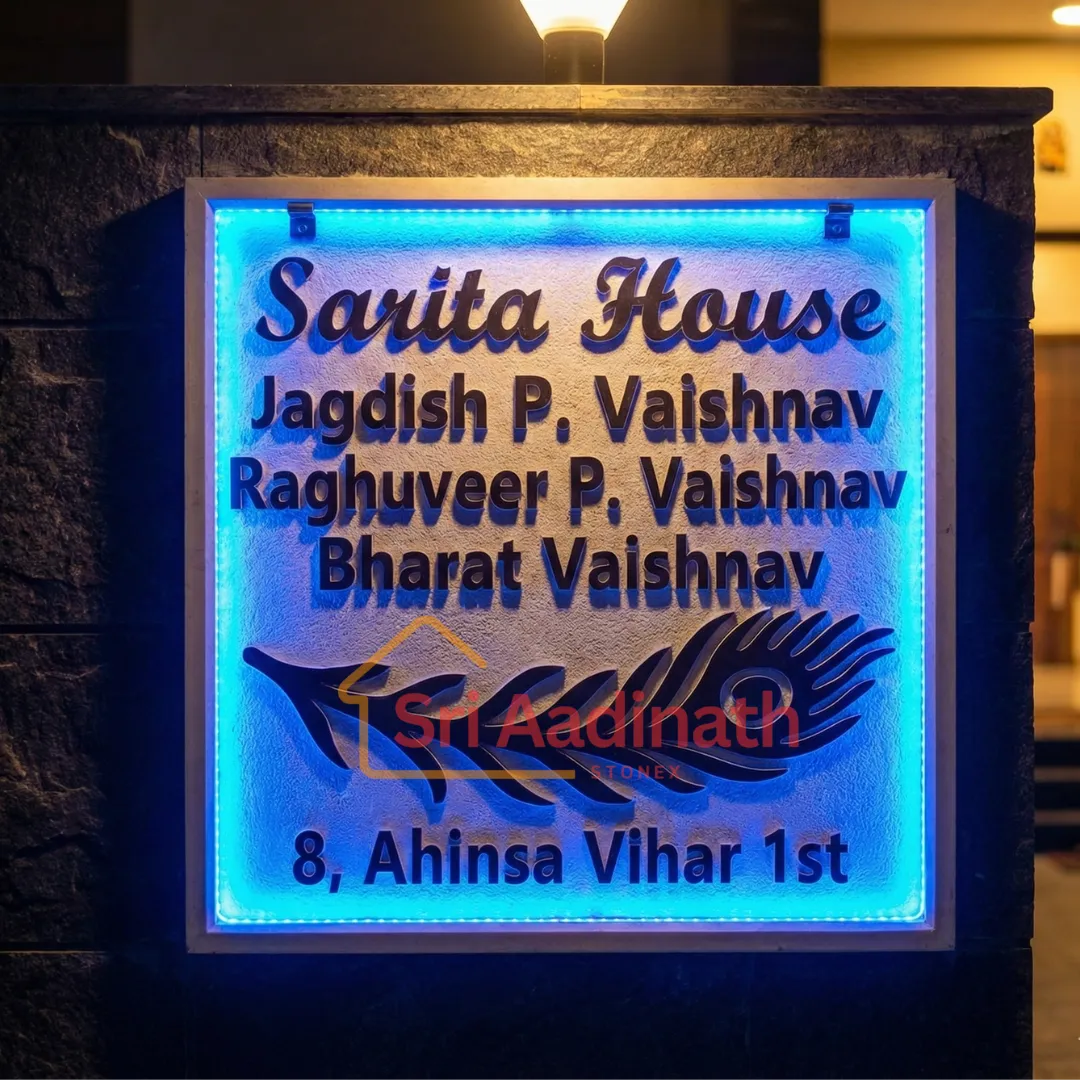 Sarita House
Jagdish P. Vaishnav
Raghuveer P. Vaishnav
Bharat Vaishnav
Sri Aadinath
STONEX
8, Ahinsa Vihar 1st